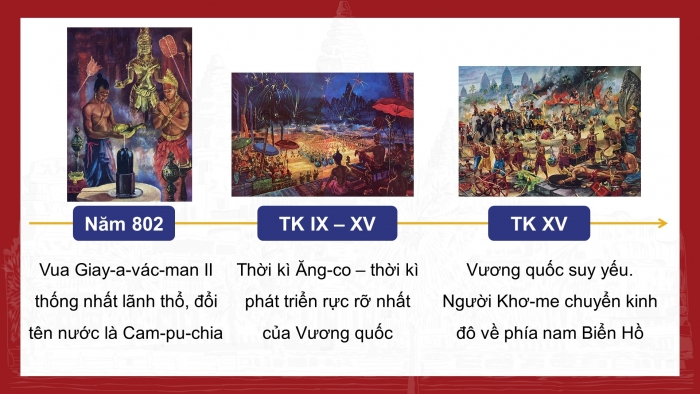 Năm 802
TK IX – XV
TK XV
Vua Giay-a-vác-man II
thống nhất lãnh thổ, đổi
tên nước là Cam-pu-chia
Thời kì Ăng-co – thời kì
phát triển rực rỡ nhất
của Vương quốc
Vương quốc suy yếu.
Người Khơ-me chuyển kinh
đô về phía nam Biển Hồ